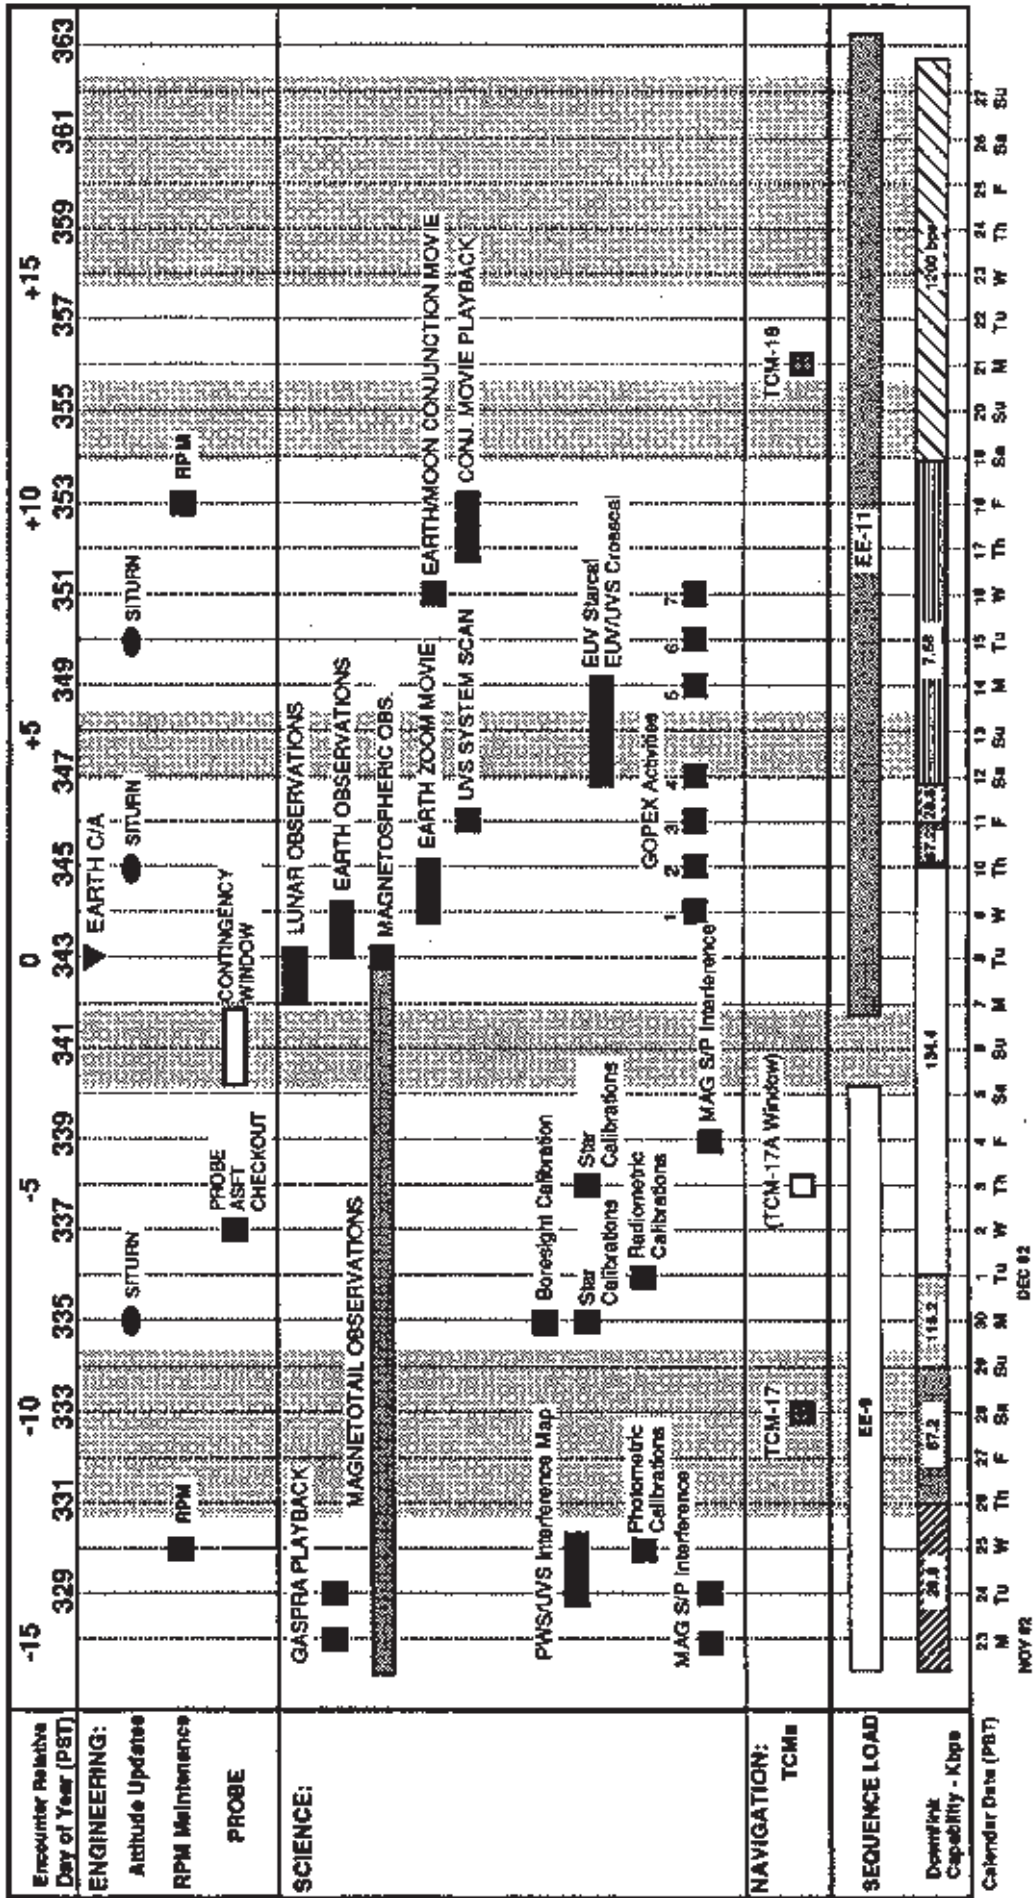 Encounter Relative
-15 -10 -5 0 +5 +10 +15
Day of Year (PST)
329 331 333 335 337 339 341 343 345 347 349 351 353 355 357 359 361 363
ENGINEERING:
EARTH C/A
Attitude Updates
SITURN SITURN SITURN
RPM Maintenence
RPM RPM
PROBE
PROBE
ASFT
CHECKOUT
CONTINGENCY
WINDOW
SCIENCE:
GASPRA PLAYBACK
LUNAR OBSERVATIONS
EARTH OBSERVATIONS
MAGNETOTAIL OBSERVATIONS
MAGNETOSPHERIC OBS.
EARTH ZOOM MOVIE
EARTH/MOON CONJUNCTION MOVIE
UVS SYSTEM SCAN
CONJ. MOVIE PLAYBACK
PWS/UVS Interference Map
Boresight Calibration
Star
Calibrations
Star
Calibrations
EUV Starcal
EUV/UVS Crosscal
Photometric
Calibrations
Radiometric
Calibrations
GOPEX Activities
1 2 3 4 5 6 7
MAG S/P Interference
MAG S/P Interference
NAVIGATION:
TCMs
TCM-17
(TCM-17A Window)
TCM-18
SEQUENCE LOAD
EE-11
Downlink
Capability - Kbps
67.2 115.2 134.4 7.68 1200 bps
Calendar Date (PST)
23 24 25 26 27 28 29 30 1 2 3 4 5 6 7 8 9 10 11 12 13 14 15 16 17 18 19 20 21 22 23 24 25 26 27
M Tu W Th F Sa Su M Tu W Th F Sa Su M Tu W Th F Sa Su M Tu W Th F Sa Su M Tu W Th F Sa Su
NOV 92 DEC 92